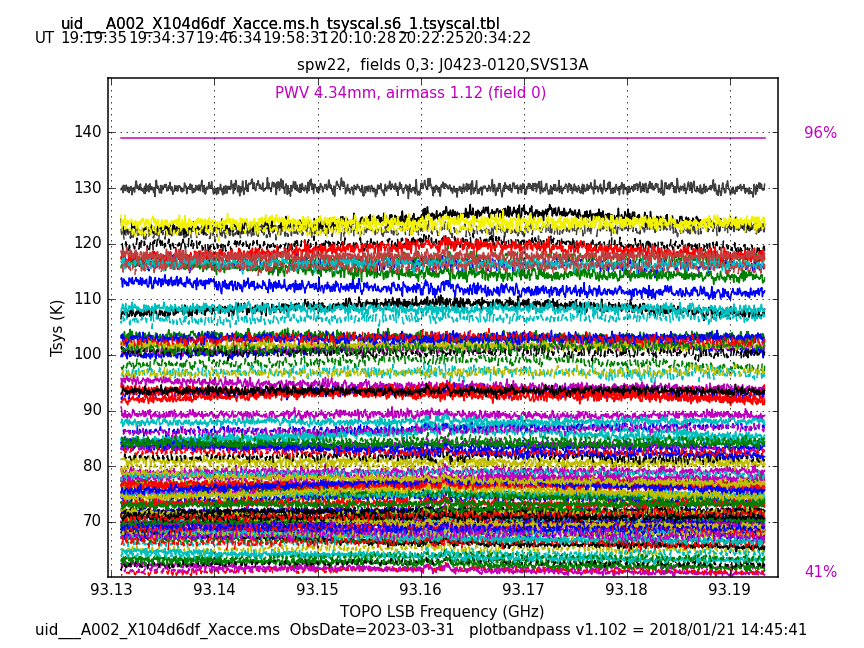 uid___A002_X104d6df_Xacce.ms.h_tsyscal.s6_1.tsyscal.tbl
UT 19:19:35 19:34:37 19:46:34 19:58:31 20:10:28 20:22:25 20:34:22
spw22, fields 0,3: J0423-0120,SVS13A
PWV 4.34mm, airmass 1.12 (field 0)
96%
140
130
120
110
100
90
80
70
Tsys (K)
41%
93.13 93.14 93.15 93.16 93.17 93.18 93.19
TOPO LSB Frequency (GHz)
uid___A002_X104d6df_Xacce.ms ObsDate=2023-03-31 plotbandpass v1.102 = 2018/01/21 14:45:41